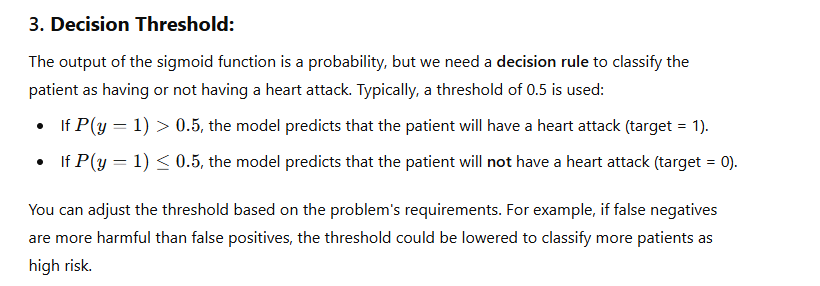 3. Decision Threshold:
The output of the sigmoid function is a probability, but we need a decision rule to classify the
patient as having or not having a heart attack. Typically, a threshold of 0.5 is used:
• If P(y = 1) > 0.5, the model predicts that the patient will have a heart attack (target = 1).
• If P(y = 1) ≤ 0.5, the model predicts that the patient will not have a heart attack (target = 0).
You can adjust the threshold based on the problem's requirements. For example, if false negatives
are more harmful than false positives, the threshold could be lowered to classify more patients as
high risk.